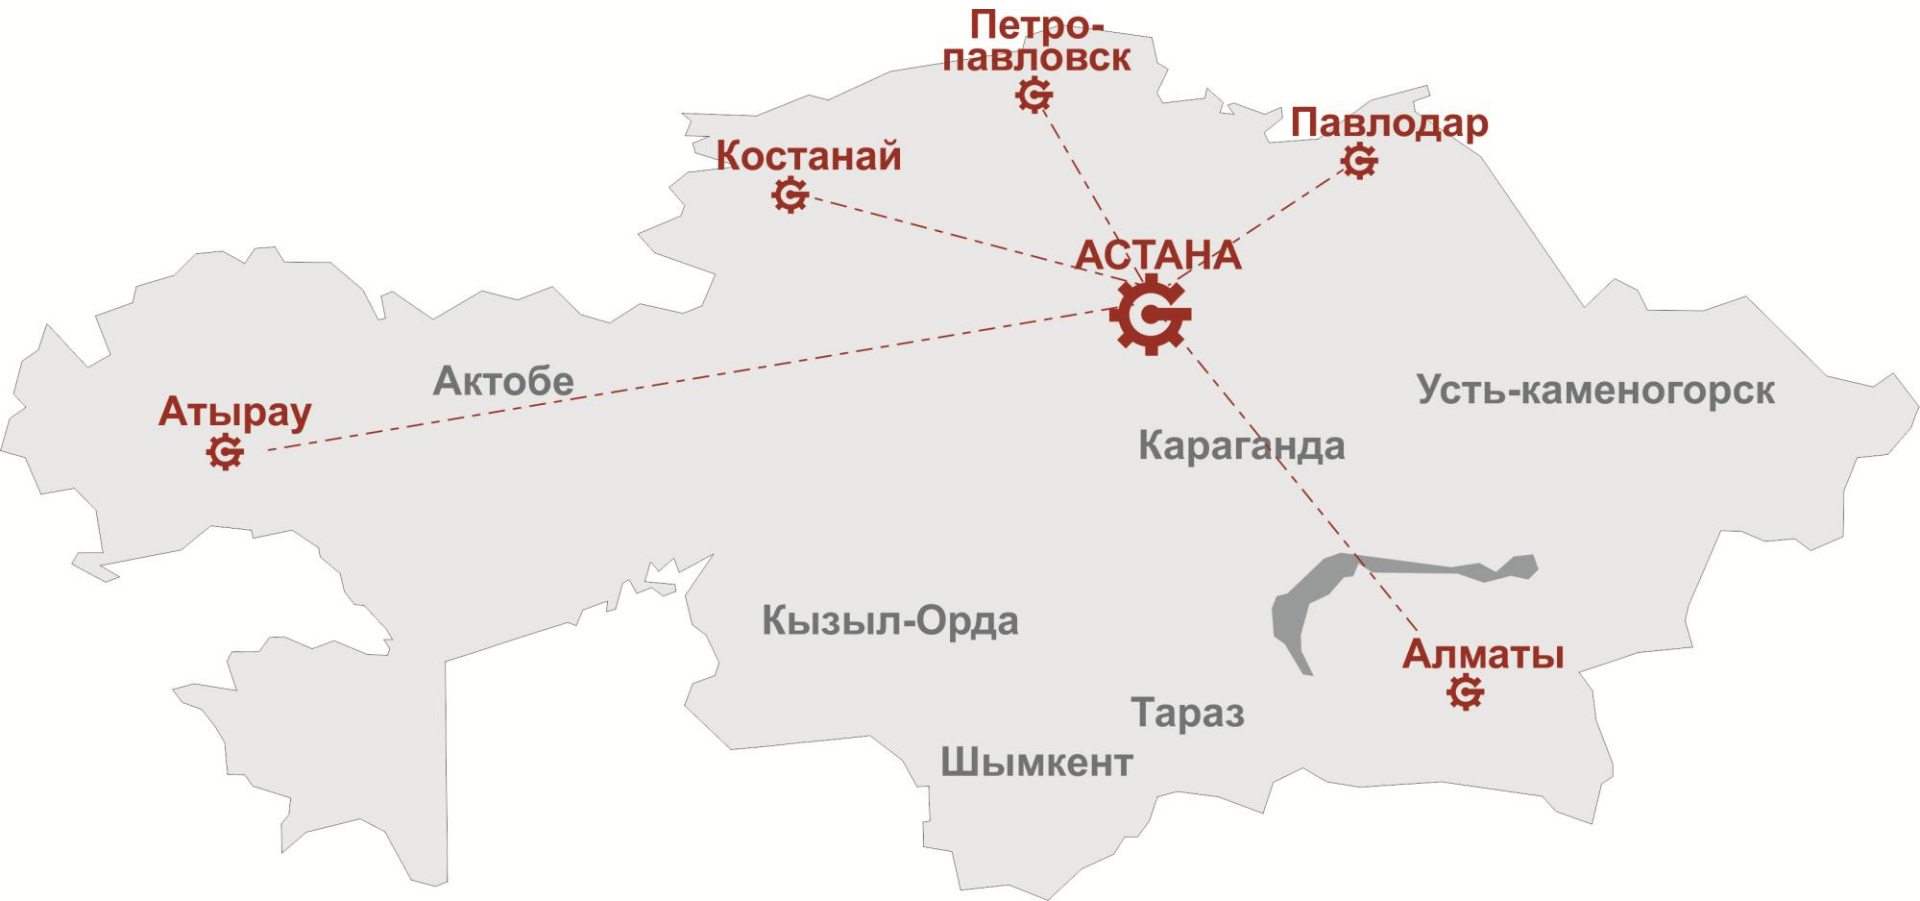 Петро-
павловск
Павлодар
Костанай
АСТАНА
Актобе
Усть-каменогорск
Атырау
Караганда
Кызыл-Орда
Алматы
Тараз
Шымкент